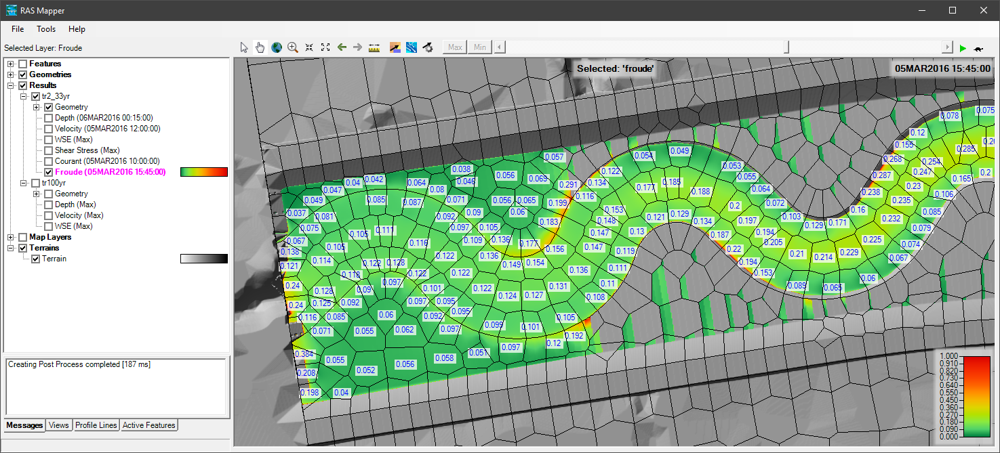 RAS Mapper
File Tools Help
Selected Layer: Froude
Max Min
Features
Geometries
Results
tr2_33yr
Geometry
Depth (06MAR2016 00:15:00)
Velocity (05MAR2016 12:00:00)
WSE (Max)
Shear Stress (Max)
Courant (05MAR2016 10:00:00)
Froude (05MAR2016 15:45:00)
tr100yr
Geometry
Depth (Max)
Velocity (Max)
WSE (Max)
Map Layers
Terrains
Terrain
Creating Post Process completed [187 ms]
Messages Views Profile Lines Active Features
Selected: 'froude'
05MAR2016 15:45:00
0.075
0.078
0.12
0.155 0.285
0.049
0.057 0.054 0.268 0.254
0.038 0.122 0.053 0.247
0.04 0.042 0.064 0.046 0.056 0.069 0.291 0.134 0.177 0.185 0.055 0.287 0.23 0.165 0.2
0.047 0.08 0.188 0.064 0.238 0.106
0.049 0.085 0.087 0.071 0.056 0.065 0.199 0.116 0.2 0.072 0.235
0.037 0.081 0.092 0.09 0.06 0.153 0.121 0.129 0.197 0.103 0.16 0.085
0.075 0.105 0.111 0.097 0.105 0.183 0.148 0.134 0.129 0.171 0.232 0.079
0.067 0.116 0.109 0.136 0.177 0.147 0.13 0.187 0.194 0.205 0.225 0.074
0.138 0.105 0.122 0.136 0.156 0.147 0.119 0.22 0.21 0.214 0.229 0.067
0.121 0.114 0.122 0.128 0.149 0.154 0.194
0.118 0.122 0.122 0.136 0.111 0.153 0.06
0.24 0.128 0.09 0.097 0.101 0.122 0.131 0.11 0.089 0.065
0.24 0.125 0.092 0.097 0.095 0.124 0.127 0.108
0.116 0.085 0.06 0.092 0.095 0.105
0.071 0.055 0.062 0.097 0.099 0.101 0.192
0.384 0.055 0.058 0.051 0.097 0.12
0.208 0.052 0.056
0.198 0.04
1.000
0.910
0.820
0.730
0.640
0.550
0.450
0.360
0.270
0.180
0.090
0.000